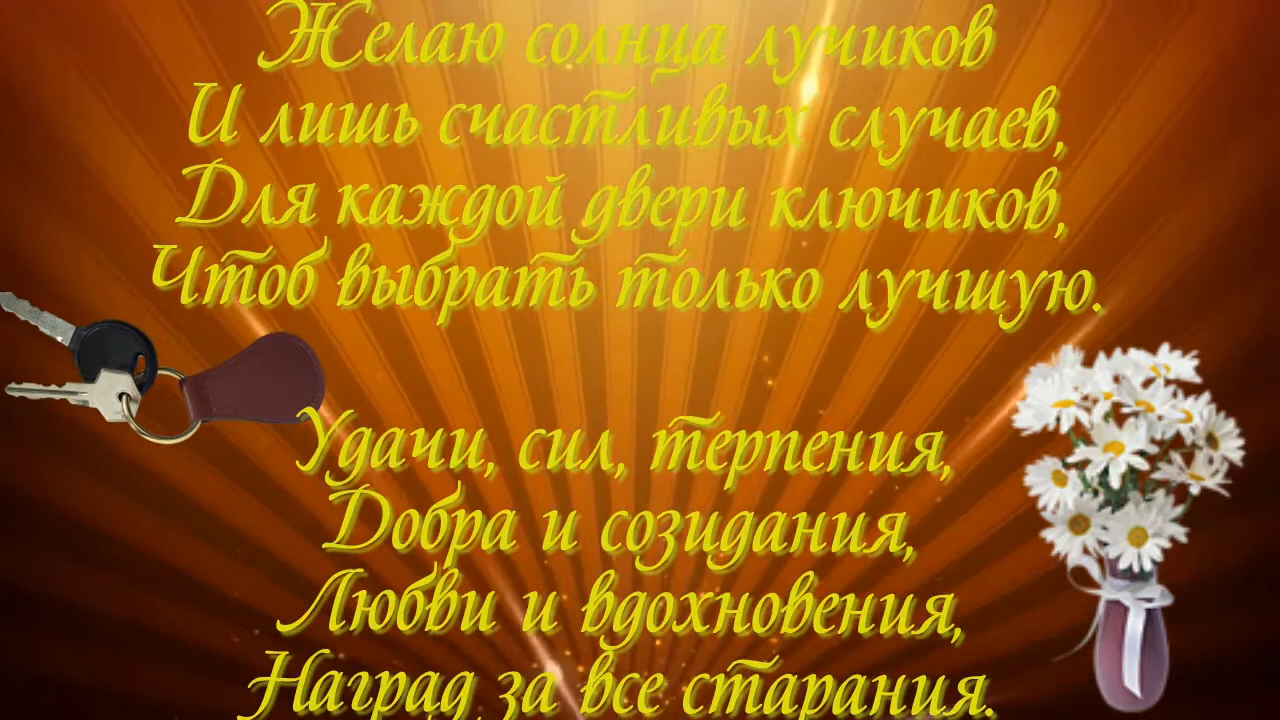 Желаю солнца лучиков
И лишь счастливых случаев,
Для каждой двери ключиков,
Чтоб выбрать только лучшую.
Удачи, сил, терпения,
Добра и созидания,
Любви и вдохновения,
Наград за все старания.